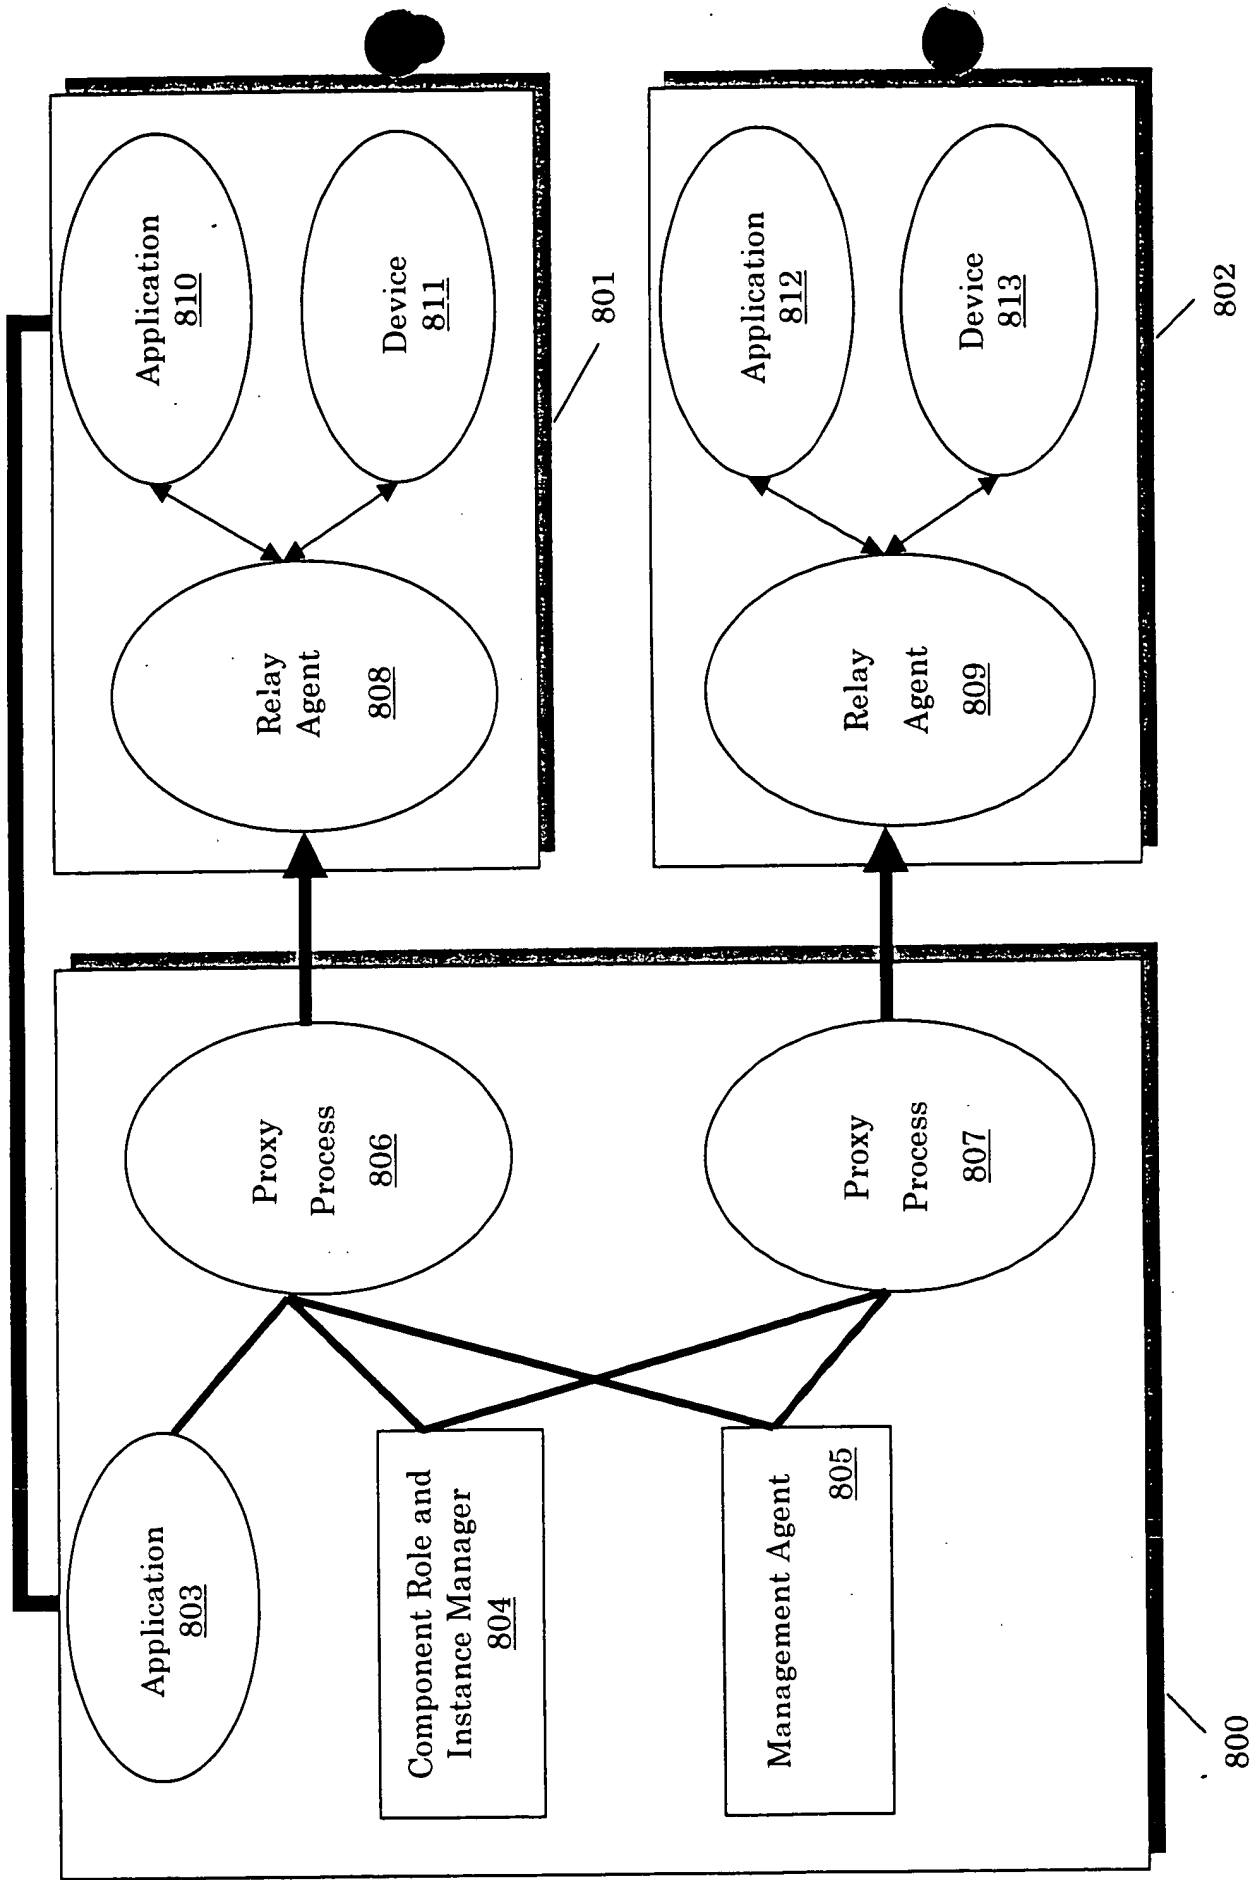 Application
803
Component Role and
Instance Manager
804
Management Agent
805
800
Proxy
Process
806
Proxy
Process
807
Relay
Agent
808
Application
810
Device
811
801
Relay
Agent
809
Application
812
Device
813
802